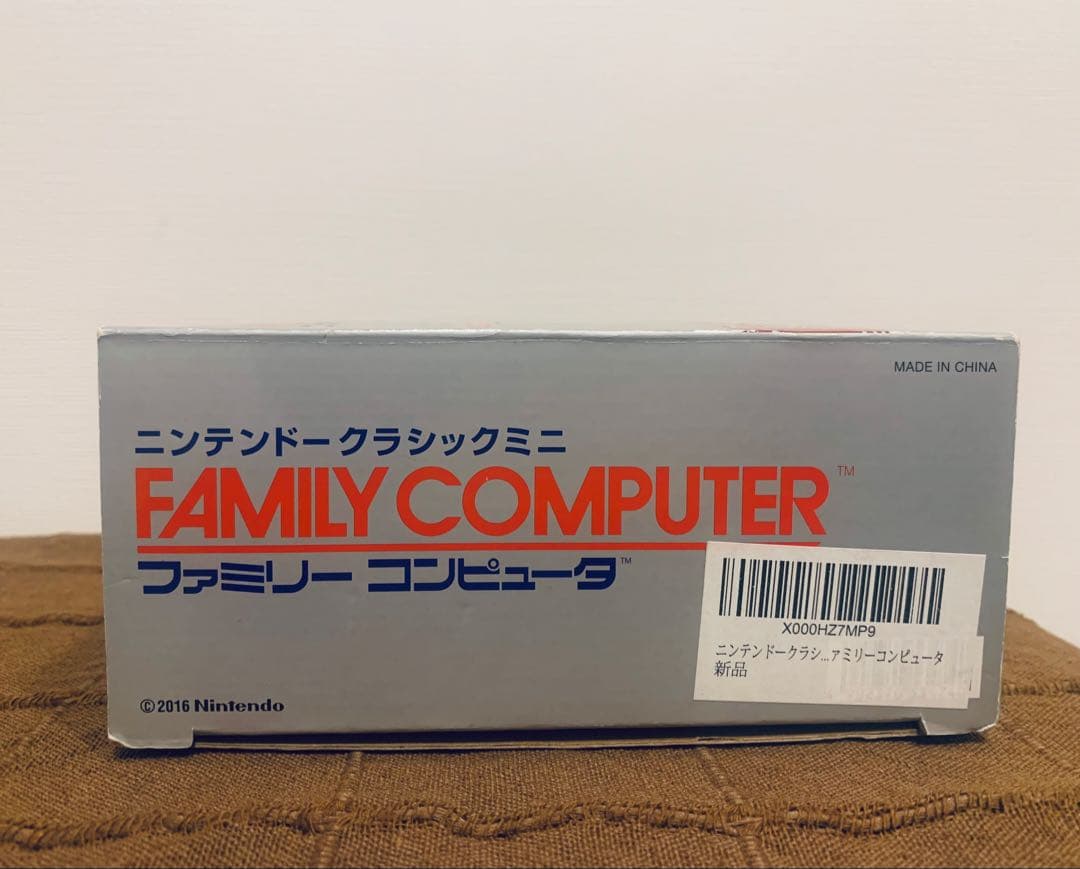 MADE IN CHINA
ニンテンドークラシックミニ
FAMILY COMPUTER™
ファミリー コンピュータ™
X000HZ7MP9
ニンテンドークラシ...ァミリーコンピュータ
新品
©2016 Nintendo